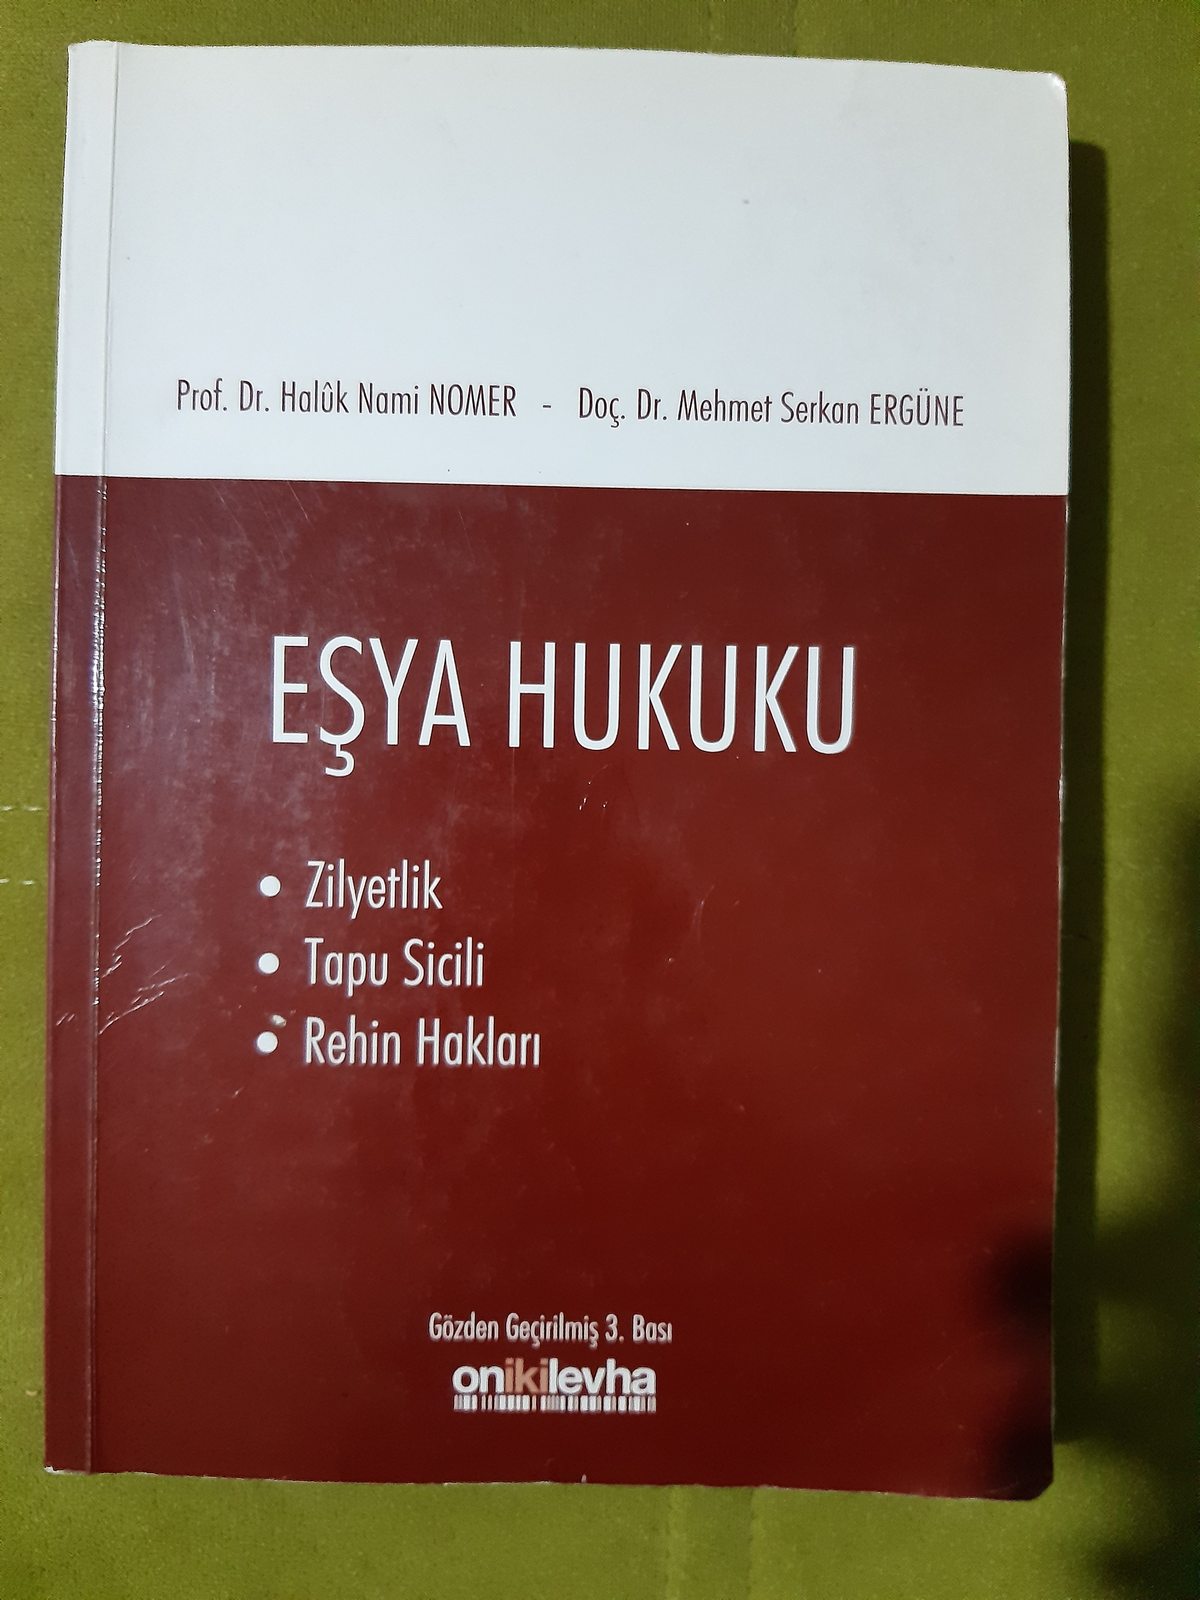 Prof. Dr. Halûk Nami NOMER - Doç. Dr. Mehmet Serkan ERGÜNE
EŞYA HUKUKU
• Zilyetlik
• Tapu Sicili
• Rehin Hakları
Gözden Geçirilmiş 3. Bası
onikilevha